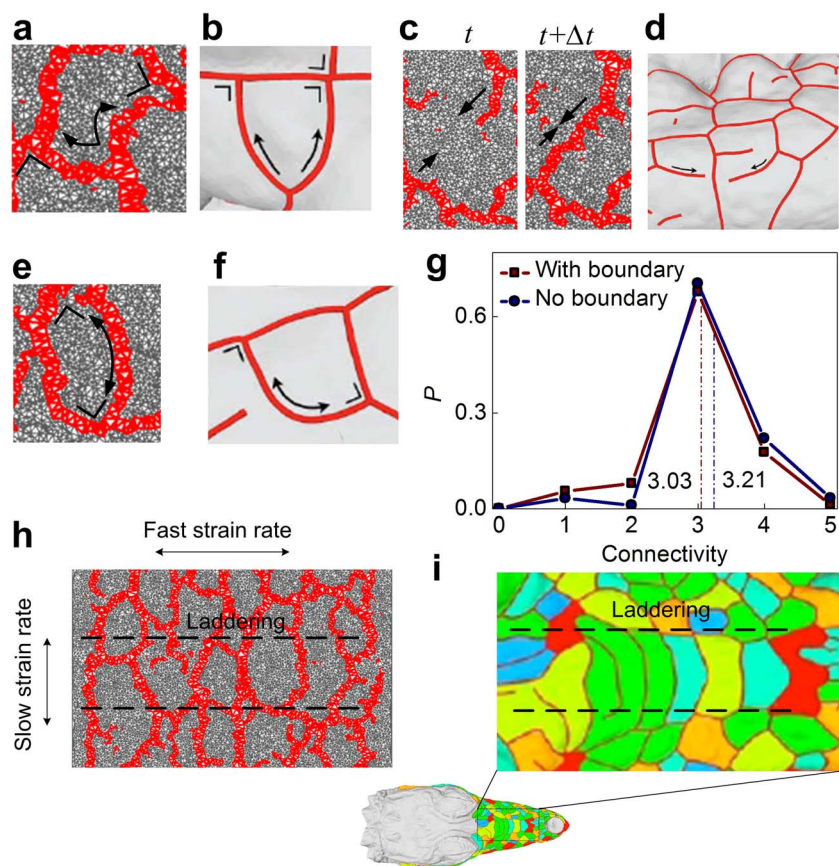 a
b
c
t
t+Δt
d
e
f
g
With boundary
No boundary
P
0.6
0.3
0.0
3.03
3.21
0 1 2 3 4 5
Connectivity
h
Fast strain rate
Slow strain rate
Laddering
i
Laddering